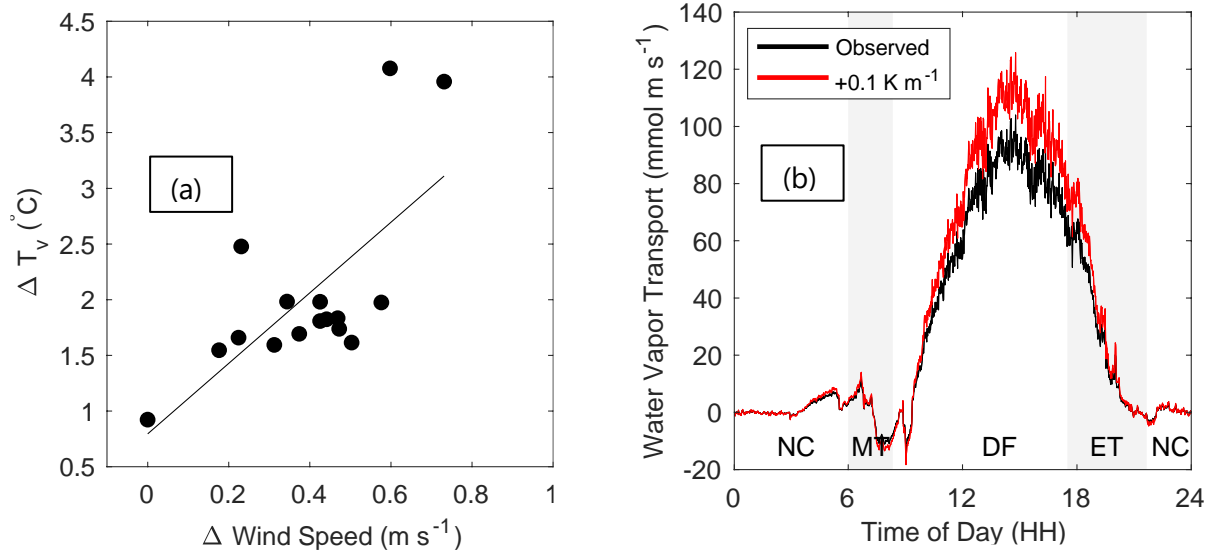 4.5
4
3.5
3
2.5
2
1.5
1
0.5
Δ T_v (°C)
(a)
0 0.2 0.4 0.6 0.8 1
Δ Wind Speed (m s⁻¹)
140
120
100
80
60
40
20
0
-20
Water Vapor Transport (mmol m s⁻¹)
Observed
+0.1 K m⁻¹
(b)
NC MT DF ET NC
0 6 12 18 24
Time of Day (HH)